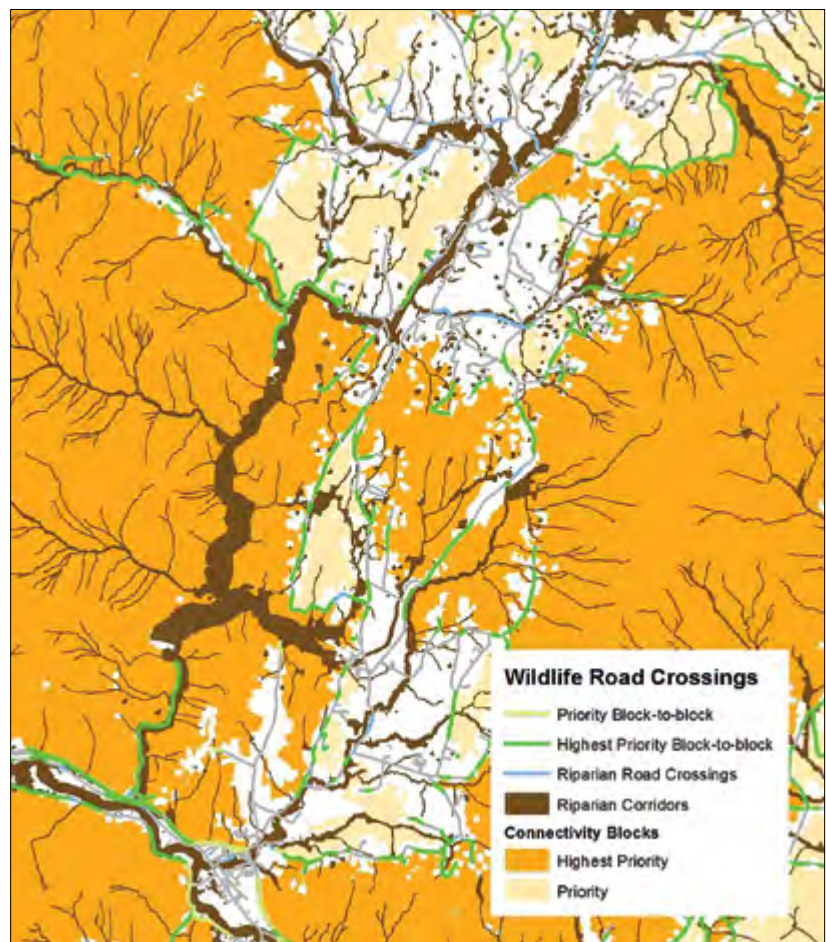 Wildlife Road Crossings
Priority Block-to-block
Highest Priority Block-to-block
Riparian Road Crossings
Riparian Corridors
Connectivity Blocks
Highest Priority
Priority